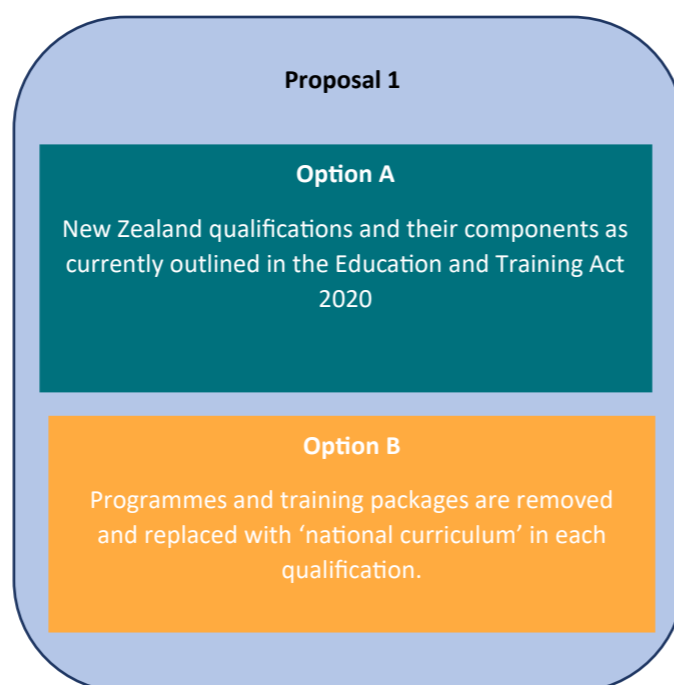 Proposal 1
Option A
New Zealand qualifications and their components as
currently outlined in the Education and Training Act
2020
Option B
Programmes and training packages are removed
and replaced with ‘national curriculum’ in each
qualification.